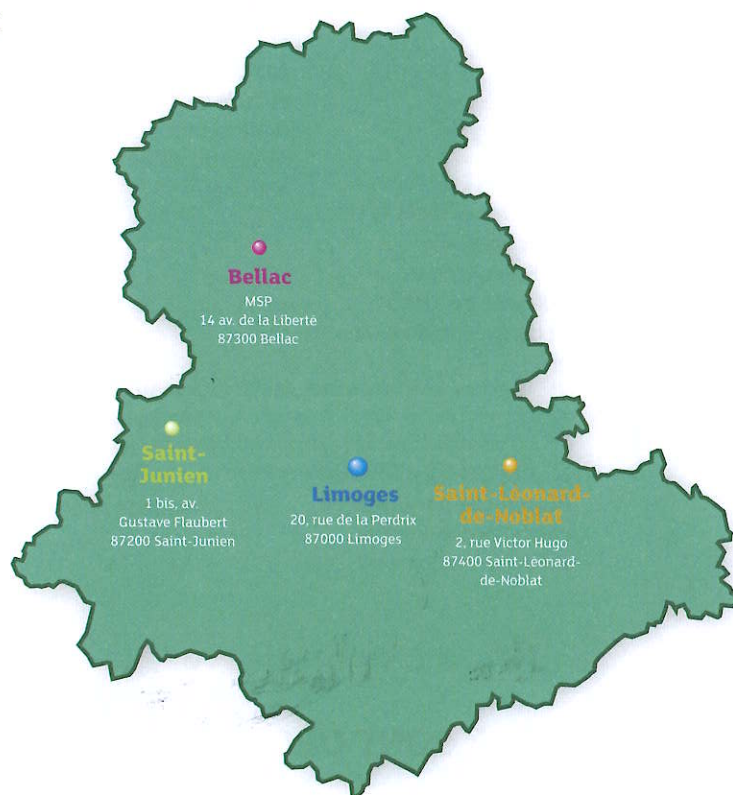 Bellac
MSP
14 av. de la Liberté
87300 Bellac
Saint-
Junien
1 bis, av.
Gustave Flaubert
87200 Saint-Junien
Limoges
20, rue de la Perdrix
87000 Limoges
Saint-Léonard-
de-Noblat
2, rue Victor Hugo
87400 Saint-Léonard-
de-Noblat